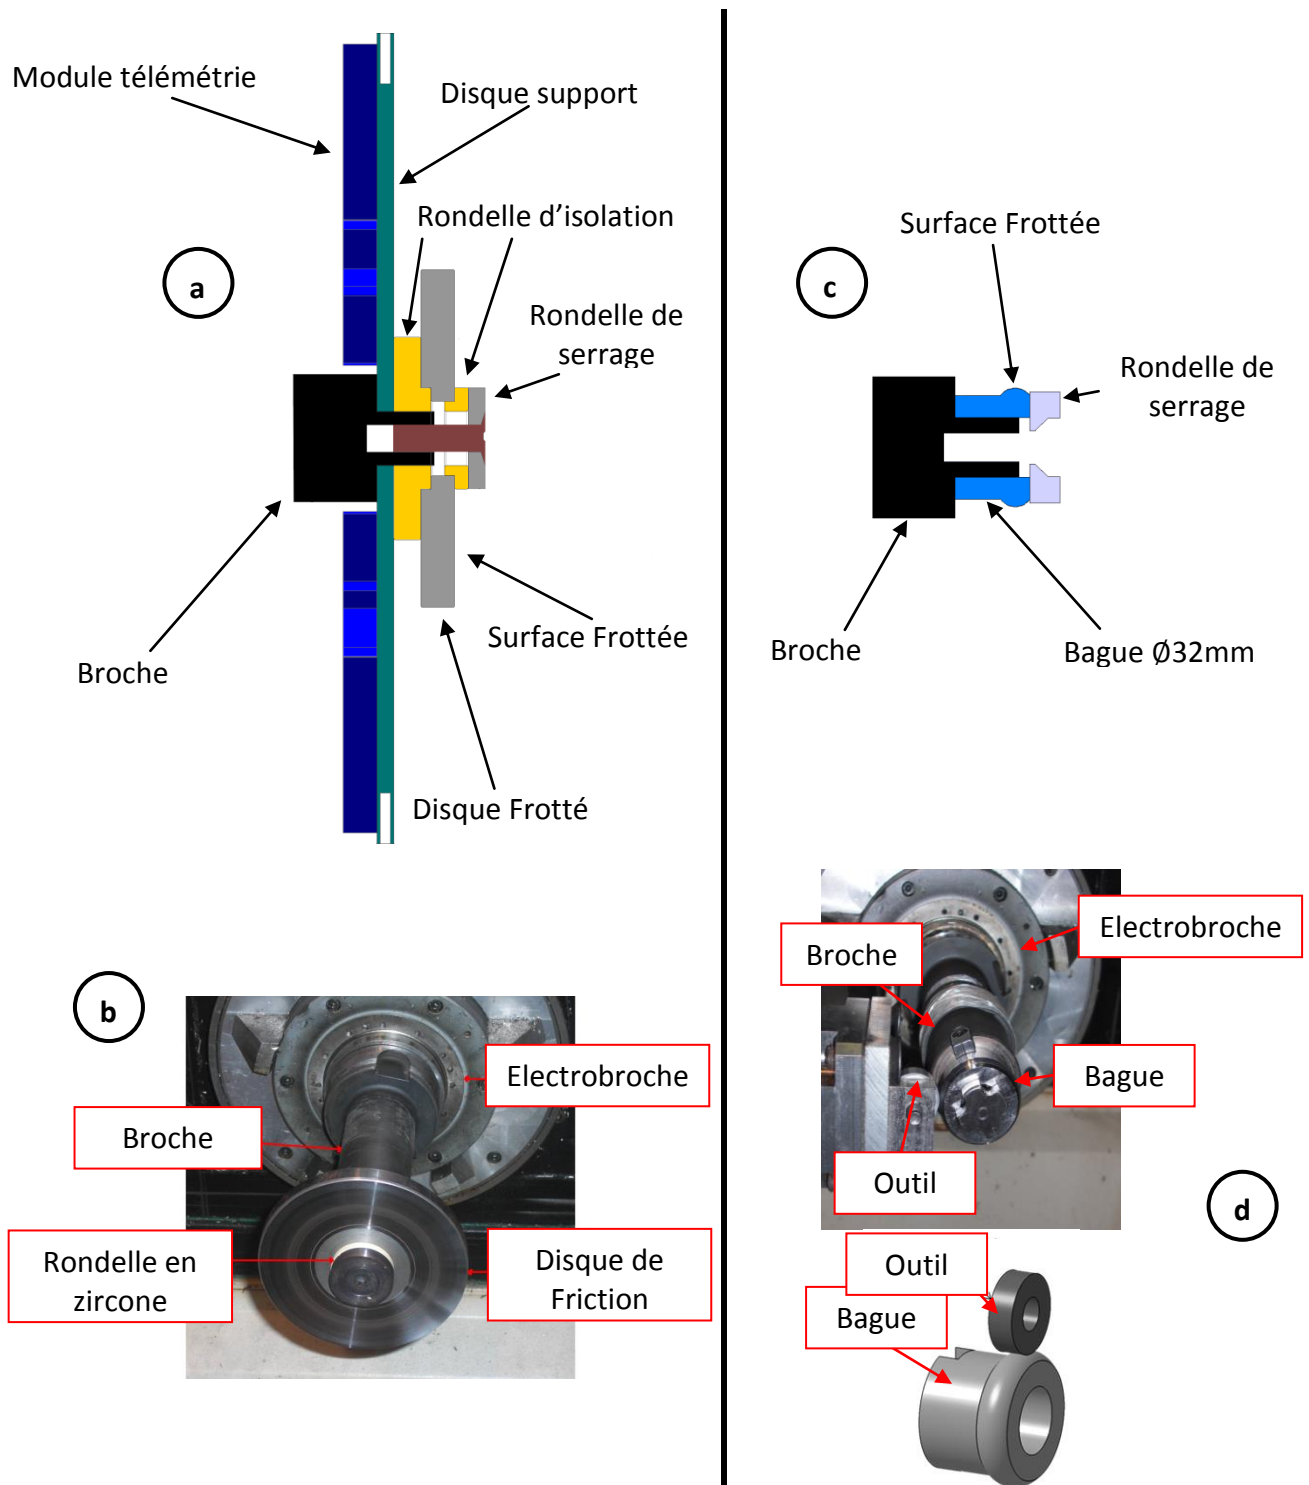 Module télémétrie
Disque support
Rondelle d'isolation
a
Rondelle de
serrage
Surface Frottée
Broche
Disque Frotté
Surface Frottée
c
Rondelle de
serrage
Broche
Bague Ø32mm
b
Electrobroche
Broche
Rondelle en
zircone
Disque de
Friction
Electrobroche
Broche
Bague
Outil
d
Outil
Bague